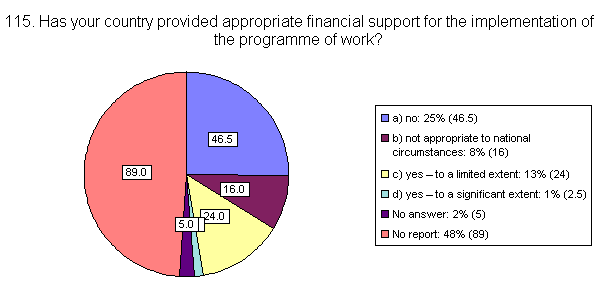 115. Has your country provided appropriate financial support for the implementation of
the programme of work?
46.5
16.0
24.0
5.0
89.0
a) no: 25% (46.5)
b) not appropriate to national
circumstances: 8% (16)
c) yes – to a limited extent: 13% (24)
d) yes – to a significant extent: 1% (2.5)
No answer: 2% (5)
No report: 48% (89)